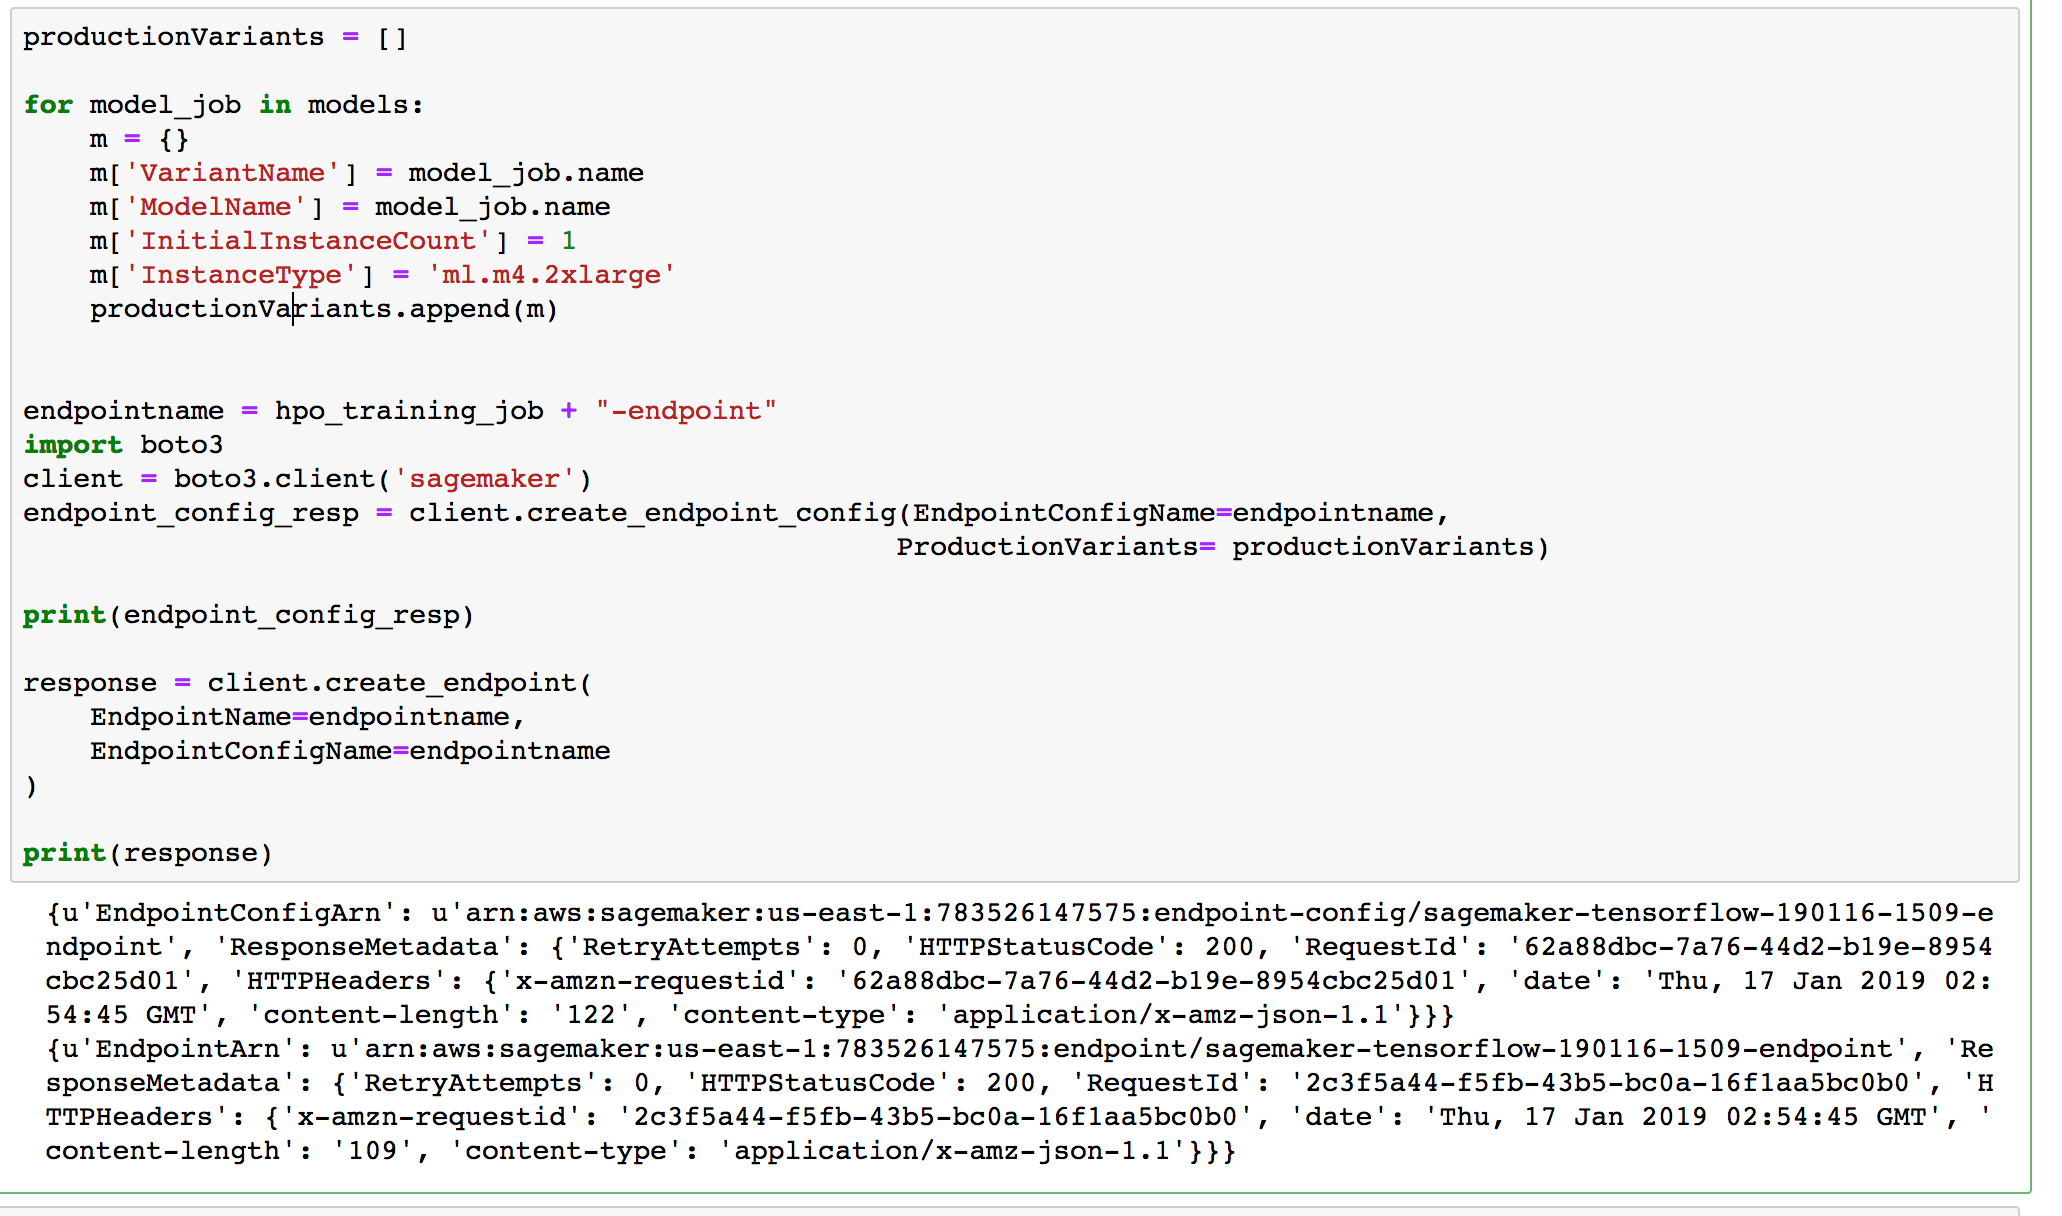 productionVariants = []
for model_job in models:
    m = {}
    m['VariantName'] = model_job.name
    m['ModelName'] = model_job.name
    m['InitialInstanceCount'] = 1
    m['InstanceType'] = 'ml.m4.2xlarge'
    productionVariants.append(m)
endpointname = hpo_training_job + "-endpoint"
import boto3
client = boto3.client('sagemaker')
endpoint_config_resp = client.create_endpoint_config(EndpointConfigName=endpointname,
                                                    ProductionVariants= productionVariants)
print(endpoint_config_resp)
response = client.create_endpoint(
    EndpointName=endpointname,
    EndpointConfigName=endpointname
)
print(response)
{u'EndpointConfigArn': u'arn:aws:sagemaker:us-east-1:783526147575:endpoint-config/sagemaker-tensorflow-190116-1509-e
ndpoint', 'ResponseMetadata': {'RetryAttempts': 0, 'HTTPStatusCode': 200, 'RequestId': '62a88dbc-7a76-44d2-b19e-8954
cbc25d01', 'HTTPHeaders': {'x-amzn-requestid': '62a88dbc-7a76-44d2-b19e-8954cbc25d01', 'date': 'Thu, 17 Jan 2019 02:
54:45 GMT', 'content-length': '122', 'content-type': 'application/x-amz-json-1.1'}}}
{u'EndpointArn': u'arn:aws:sagemaker:us-east-1:783526147575:endpoint/sagemaker-tensorflow-190116-1509-endpoint', 'Re
sponseMetadata': {'RetryAttempts': 0, 'HTTPStatusCode': 200, 'RequestId': '2c3f5a44-f5fb-43b5-bc0a-16f1aa5bc0b0', 'H
TTPHeaders': {'x-amzn-requestid': '2c3f5a44-f5fb-43b5-bc0a-16f1aa5bc0b0', 'date': 'Thu, 17 Jan 2019 02:54:45 GMT', '
content-length': '109', 'content-type': 'application/x-amz-json-1.1'}}}